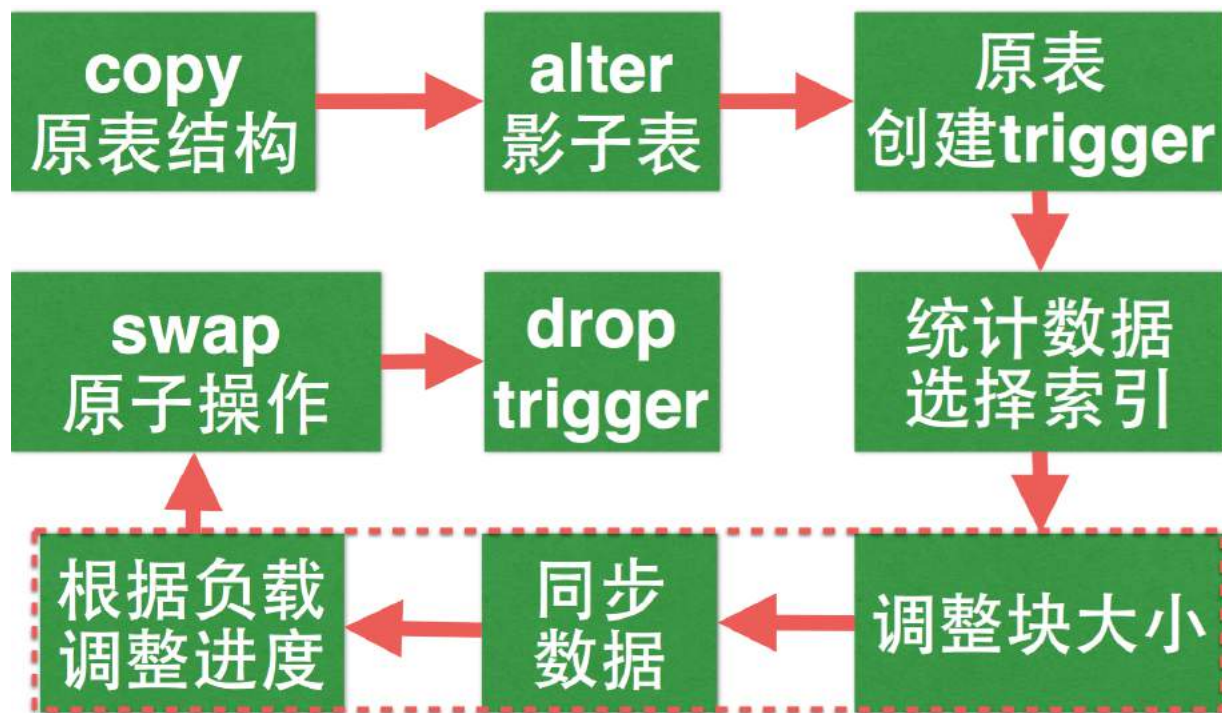 copy
原表结构
alter
影子表
原表
创建trigger
统计数据
选择索引
调整块大小
同步
数据
根据负载
调整进度
swap
原子操作
drop
trigger